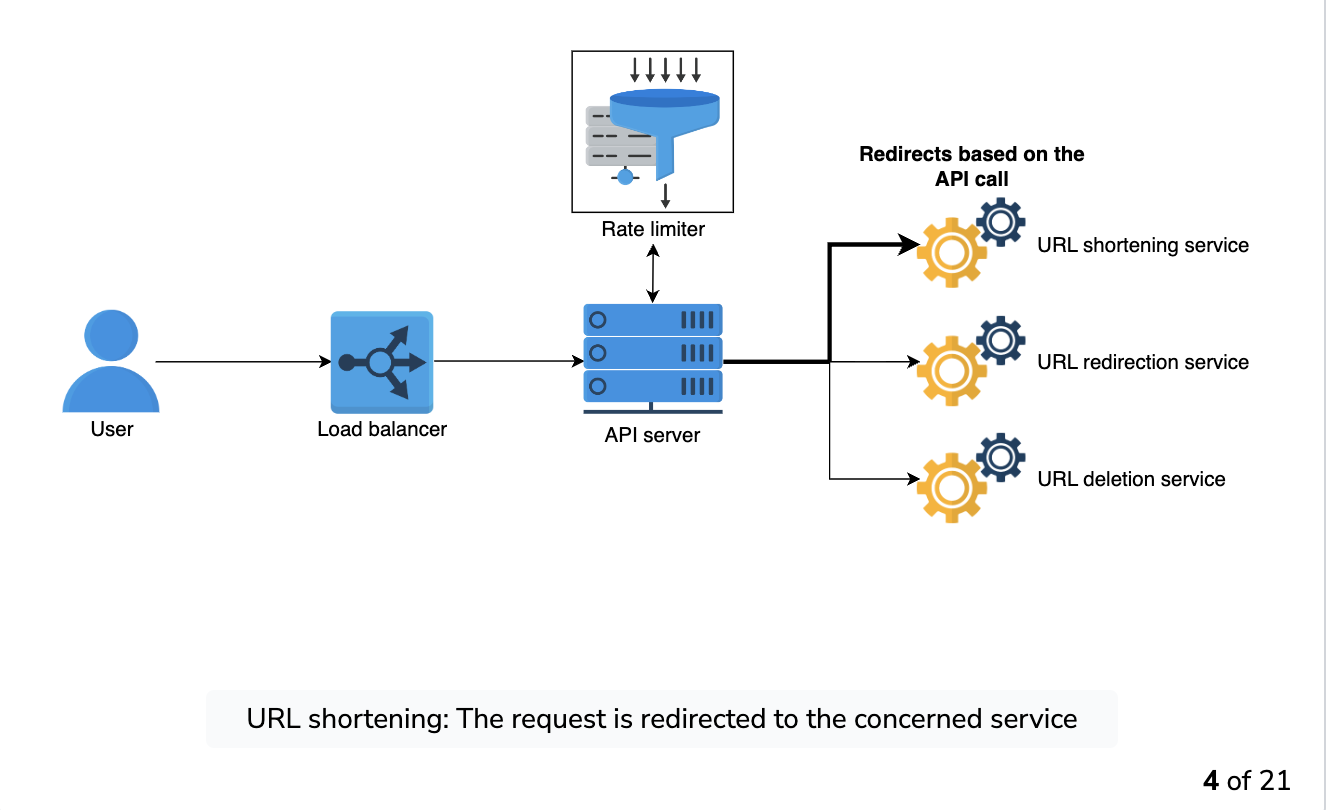 Rate limiter
Redirects based on the
API call
URL shortening service
URL redirection service
URL deletion service
User
Load balancer
API server
URL shortening: The request is redirected to the concerned service
4 of 21